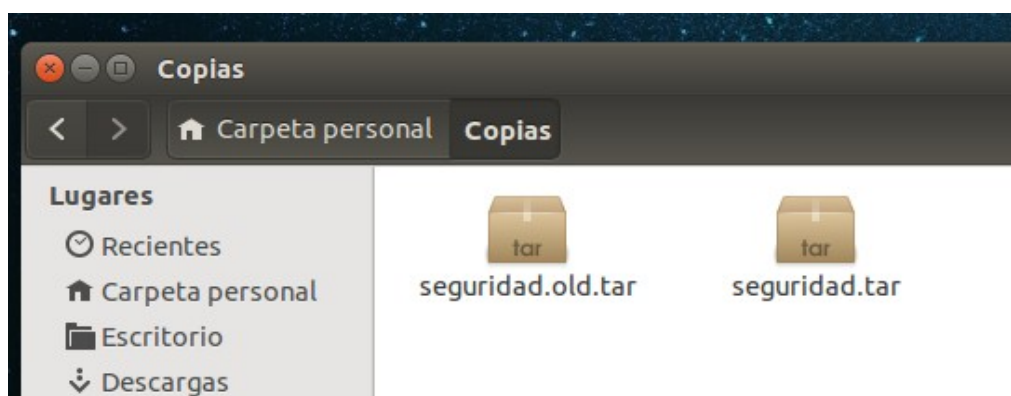 Copias
Carpeta personal Copias
Lugares
Recientes
Carpeta personal
Escritorio
Descargas
tar
seguridad.old.tar
tar
seguridad.tar